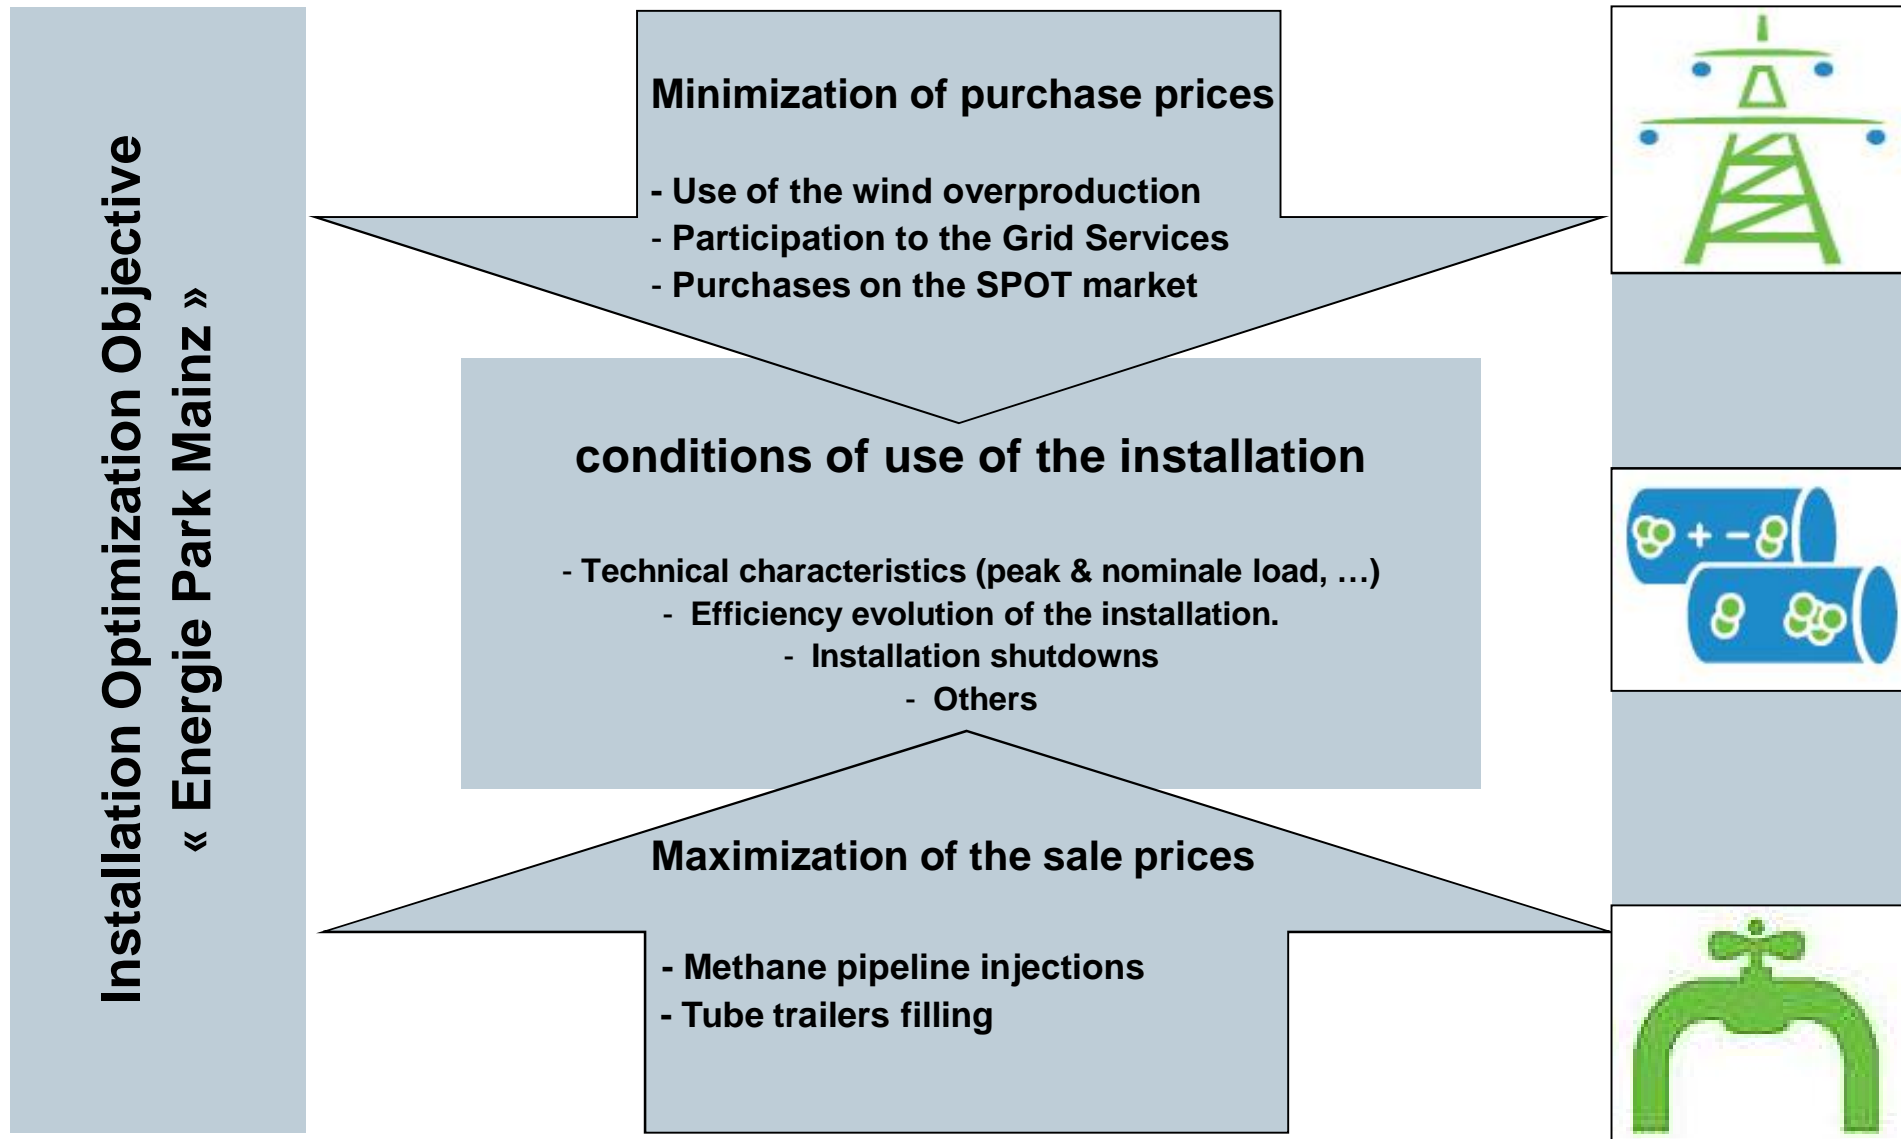 Installation Optimization Objective
« Energie Park Mainz »
Minimization of purchase prices
- Use of the wind overproduction
- Participation to the Grid Services
- Purchases on the SPOT market
conditions of use of the installation
- Technical characteristics (peak & nominale load, …)
- Efficiency evolution of the installation.
- Installation shutdowns
- Others
Maximization of the sale prices
- Methane pipeline injections
- Tube trailers filling